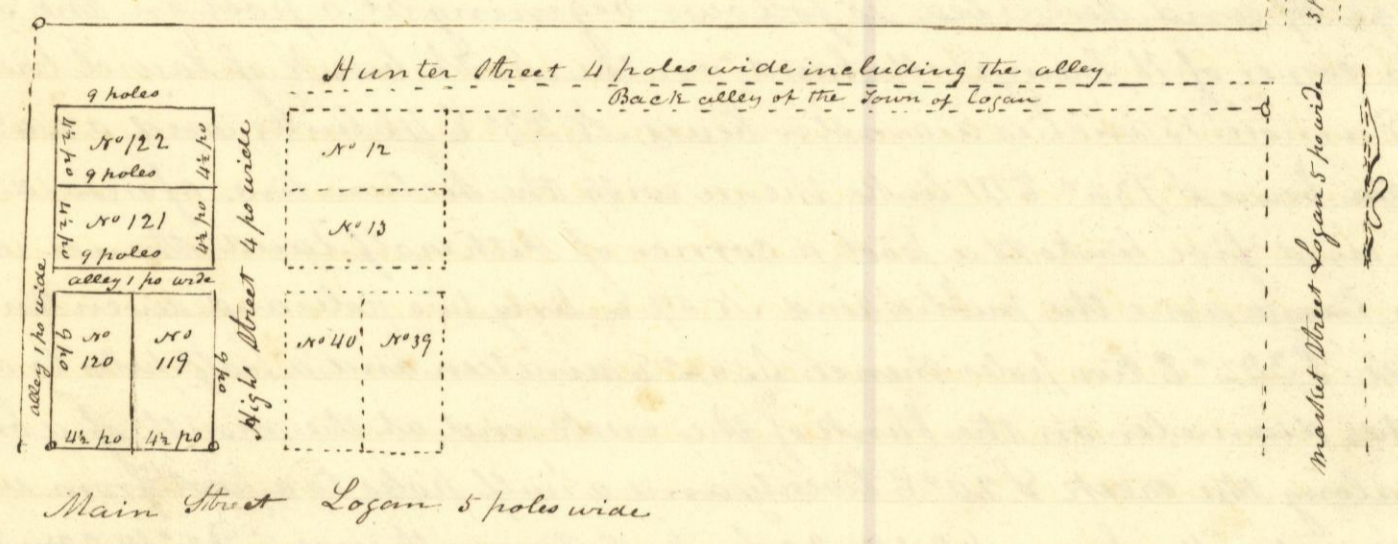 Hunter Street 4 poles wide including the alley
Back alley of the Town of Logan
9 poles
4½ po
No 122
4½ po
9 poles
4½ po
No 121
4½ po
9 poles
alley 1 po wide
alley 1 po wide
9 po
No 120
No 119
9 po
4½ po
4½ po
High Street 4 po wide
No 12
No 13
No 40
No 39
market Street Logan 5 po wide
Main Street Logan 5 poles wide